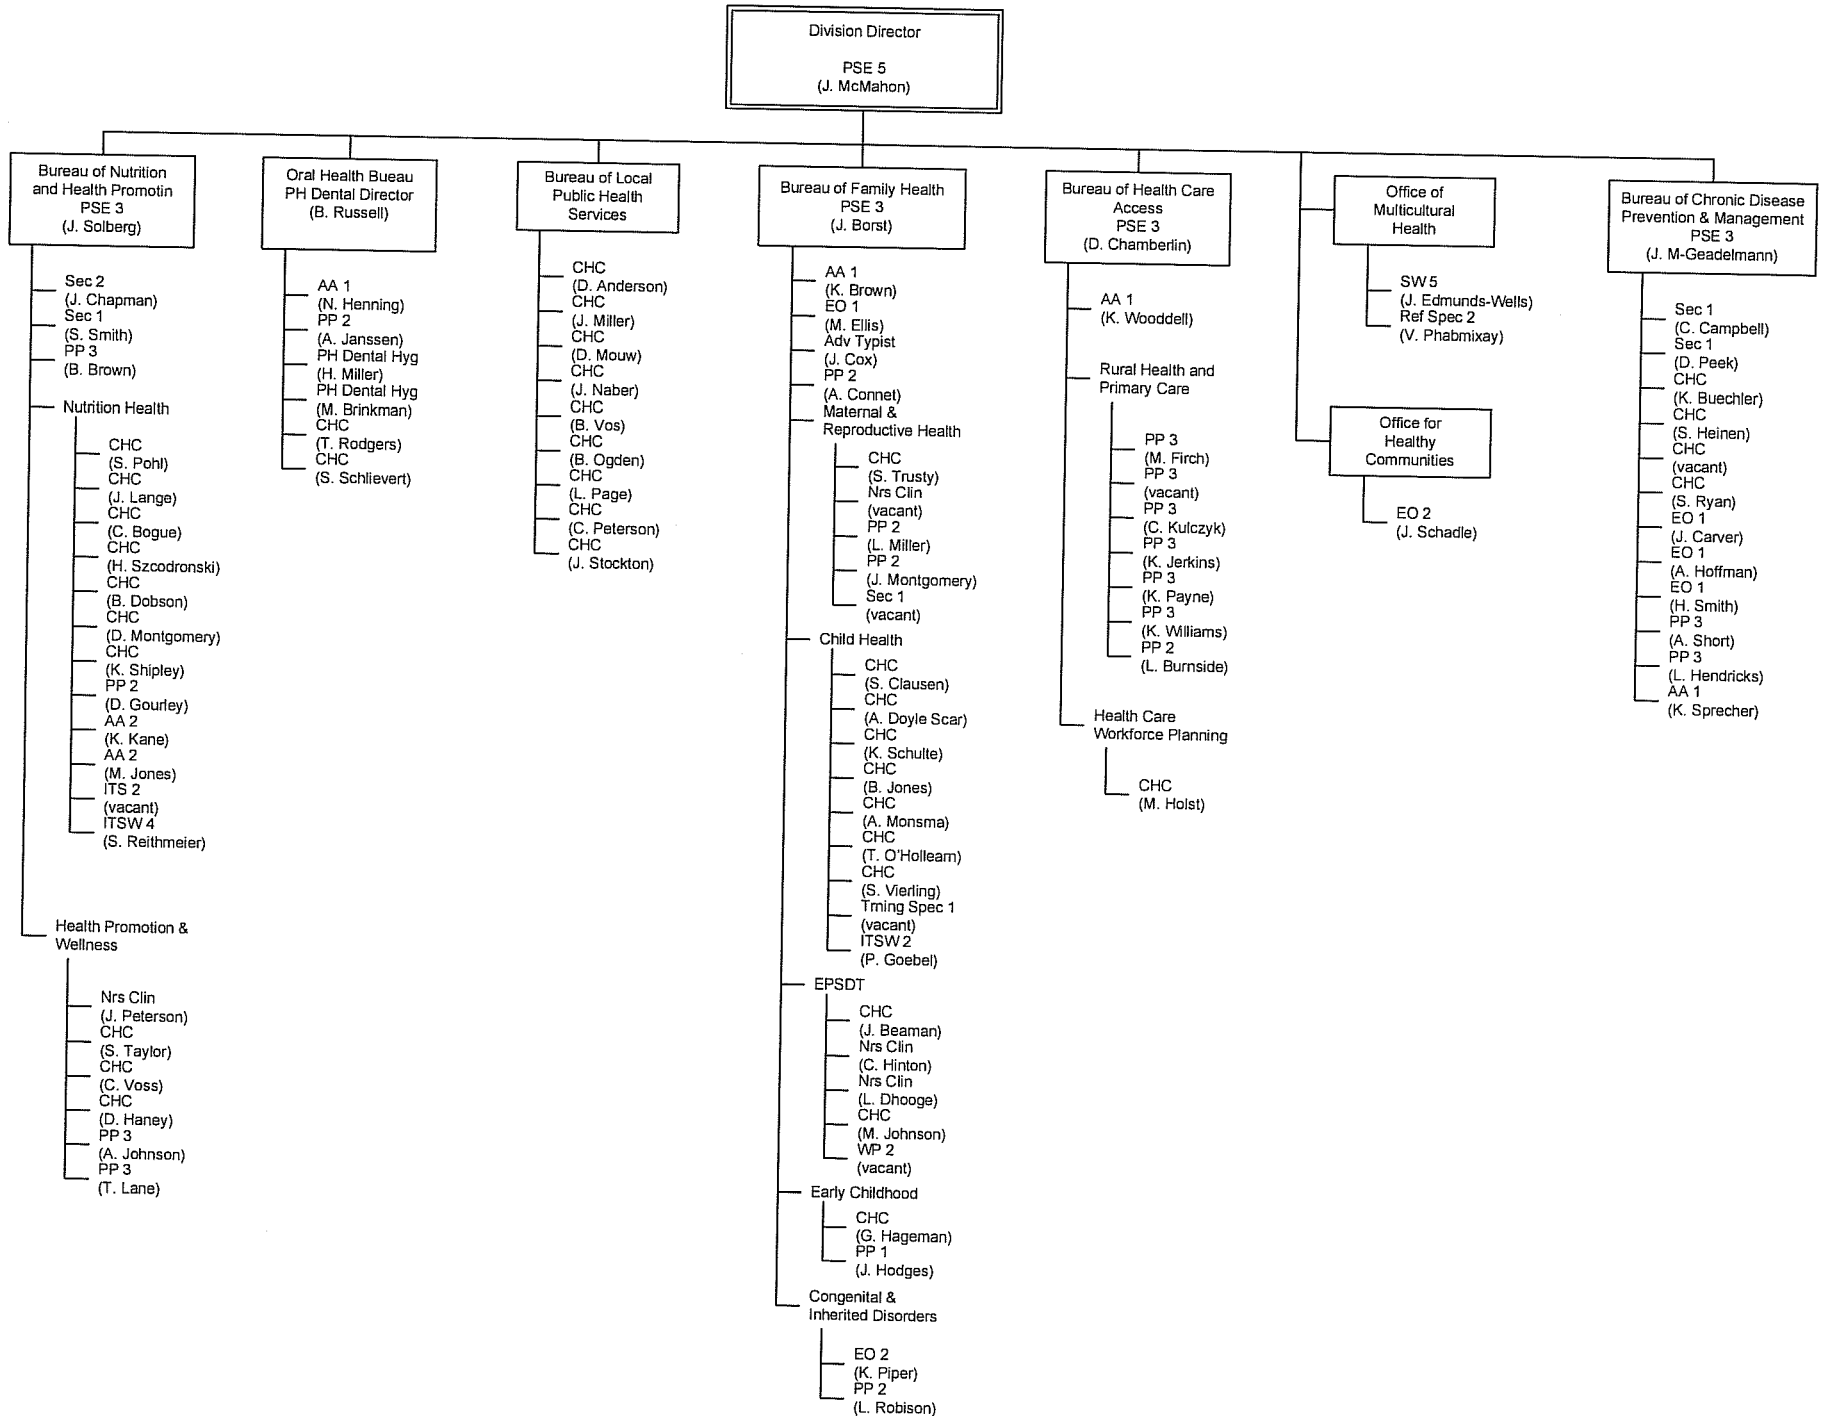 Division Director
PSE 5
(J. McMahon)
Bureau of Nutrition
and Health Promotin
PSE 3
(J. Solberg)
Sec 2
(J. Chapman)
Sec 1
(S. Smith)
PP 3
(B. Brown)
Nutrition Health
CHC
(S. Pohl)
CHC
(J. Lange)
CHC
(C. Bogue)
CHC
(H. Szcodronski)
CHC
(B. Dobson)
CHC
(D. Montgomery)
CHC
(K. Shipley)
PP 2
(D. Gourley)
AA 2
(K. Kane)
AA 2
(M. Jones)
ITS 2
(vacant)
ITSW 4
(S. Reithmeier)
Health Promotion &
Wellness
Nrs Clin
(J. Peterson)
CHC
(S. Taylor)
CHC
(C. Voss)
CHC
(D. Haney)
PP 3
(A. Johnson)
PP 3
(T. Lane)
Oral Health Bueau
PH Dental Director
(B. Russell)
AA 1
(N. Henning)
PP 2
(A. Janssen)
PH Dental Hyg
(H. Miller)
PH Dental Hyg
(M. Brinkman)
CHC
(T. Rodgers)
CHC
(S. Schlievert)
Bureau of Local
Public Health
Services
CHC
(D. Anderson)
CHC
(J. Miller)
CHC
(D. Mouw)
CHC
(J. Naber)
CHC
(B. Vos)
CHC
(B. Ogden)
CHC
(L. Page)
CHC
(C. Peterson)
CHC
(J. Stockton)
Bureau of Family Health
PSE 3
(J. Borst)
AA 1
(K. Brown)
EO 1
(M. Ellis)
Adv Typist
(J. Cox)
PP 2
(A. Connet)
Maternal &
Reproductive Health
CHC
(S. Trusty)
Nrs Clin
(vacant)
PP 2
(L. Miller)
PP 2
(J. Montgomery)
Sec 1
(vacant)
Child Health
CHC
(S. Clausen)
CHC
(A. Doyle Scar)
CHC
(K. Schulte)
CHC
(B. Jones)
CHC
(A. Monsma)
CHC
(T. O'Hollearn)
CHC
(S. Vierling)
Trning Spec 1
(vacant)
ITSW 2
(P. Goebel)
EPSDT
CHC
(J. Beaman)
Nrs Clin
(C. Hinton)
Nrs Clin
(L. Dhooge)
CHC
(M. Johnson)
WP 2
(vacant)
Early Childhood
CHC
(G. Hageman)
PP 1
(J. Hodges)
Congenital &
Inherited Disorders
EO 2
(K. Piper)
PP 2
(L. Robison)
Bureau of Health Care
Access
PSE 3
(D. Chamberlin)
AA 1
(K. Wooddell)
Rural Health and
Primary Care
PP 3
(M. Firch)
PP 3
(vacant)
PP 3
(C. Kulczyk)
PP 3
(K. Jerkins)
PP 3
(K. Payne)
PP 3
(K. Williams)
PP 2
(L. Burnside)
Health Care
Workforce Planning
CHC
(M. Holst)
Office of
Multicultural
Health
SW 5
(J. Edmunds-Wells)
Ref Spec 2
(V. Phabmixay)
Office for
Healthy
Communities
EO 2
(J. Schadle)
Bureau of Chronic Disease
Prevention & Management
PSE 3
(J. M-Geadelmann)
Sec 1
(C. Campbell)
Sec 1
(D. Peek)
CHC
(K. Buechler)
CHC
(S. Heinen)
CHC
(vacant)
CHC
(S. Ryan)
EO 1
(J. Carver)
EO 1
(A. Hoffman)
EO 1
(H. Smith)
PP 3
(A. Short)
PP 3
(L. Hendricks)
AA 1
(K. Sprecher)